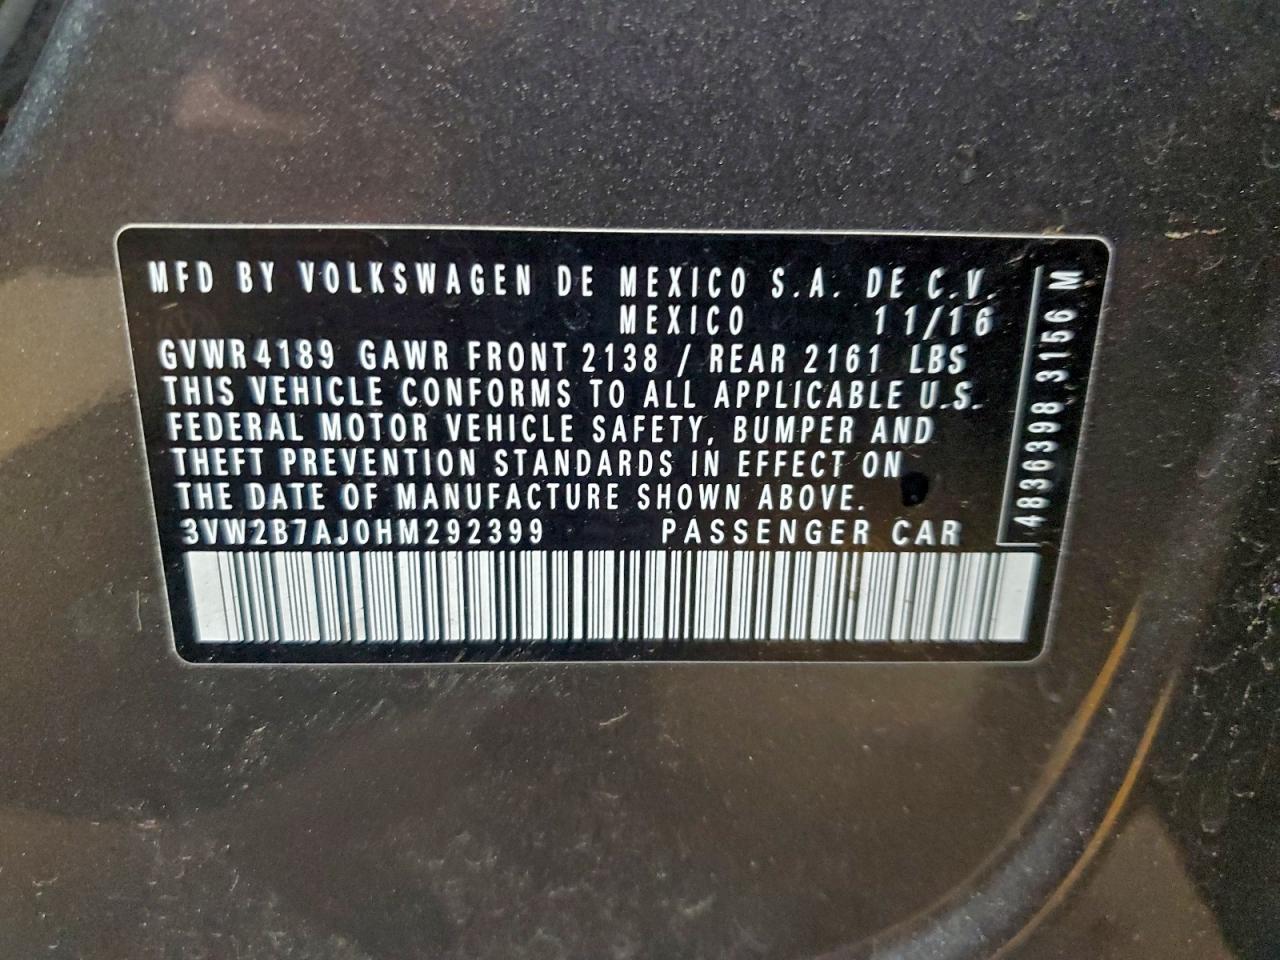 MFD BY VOLKSWAGEN DE MEXICO S.A. DE C.V.
MEXICO 11/16
GVWR 4189 GAWR FRONT 2138 / REAR 2161 LBS
THIS VEHICLE CONFORMS TO ALL APPLICABLE U.S.
FEDERAL MOTOR VEHICLE SAFETY, BUMPER AND
THEFT PREVENTION STANDARDS IN EFFECT ON
THE DATE OF MANUFACTURE SHOWN ABOVE.
3VW2B7AJ0HM292399 PASSENGER CAR
4836398 3156 M